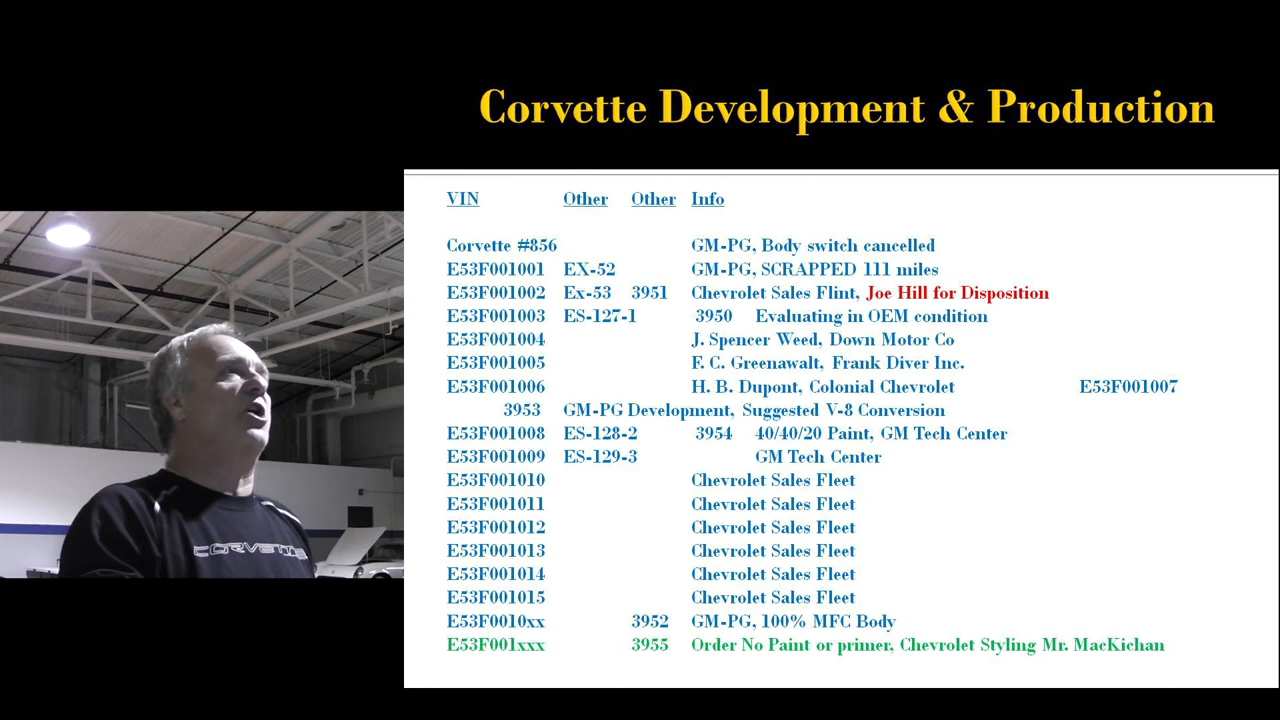 Corvette Development & Production
VIN Other Other Info
Corvette #856 GM-PG, Body switch cancelled
E53F001001 EX-52 GM-PG, SCRAPPED 111 miles
E53F001002 Ex-53 3951 Chevrolet Sales Flint, Joe Hill for Disposition
E53F001003 ES-127-1 3950 Evaluating in OEM condition
E53F001004 J. Spencer Weed, Down Motor Co
E53F001005 F. C. Greenawalt, Frank Diver Inc.
E53F001006 H. B. Dupont, Colonial Chevrolet E53F001007
3953 GM-PG Development, Suggested V-8 Conversion
E53F001008 ES-128-2 3954 40/40/20 Paint, GM Tech Center
E53F001009 ES-129-3 GM Tech Center
E53F001010 Chevrolet Sales Fleet
E53F001011 Chevrolet Sales Fleet
E53F001012 Chevrolet Sales Fleet
E53F001013 Chevrolet Sales Fleet
E53F001014 Chevrolet Sales Fleet
E53F001015 Chevrolet Sales Fleet
E53F0010xx 3952 GM-PG, 100% MFC Body
E53F001xxx 3955 Order No Paint or primer, Chevrolet Styling Mr. MacKichan
CORVETTE